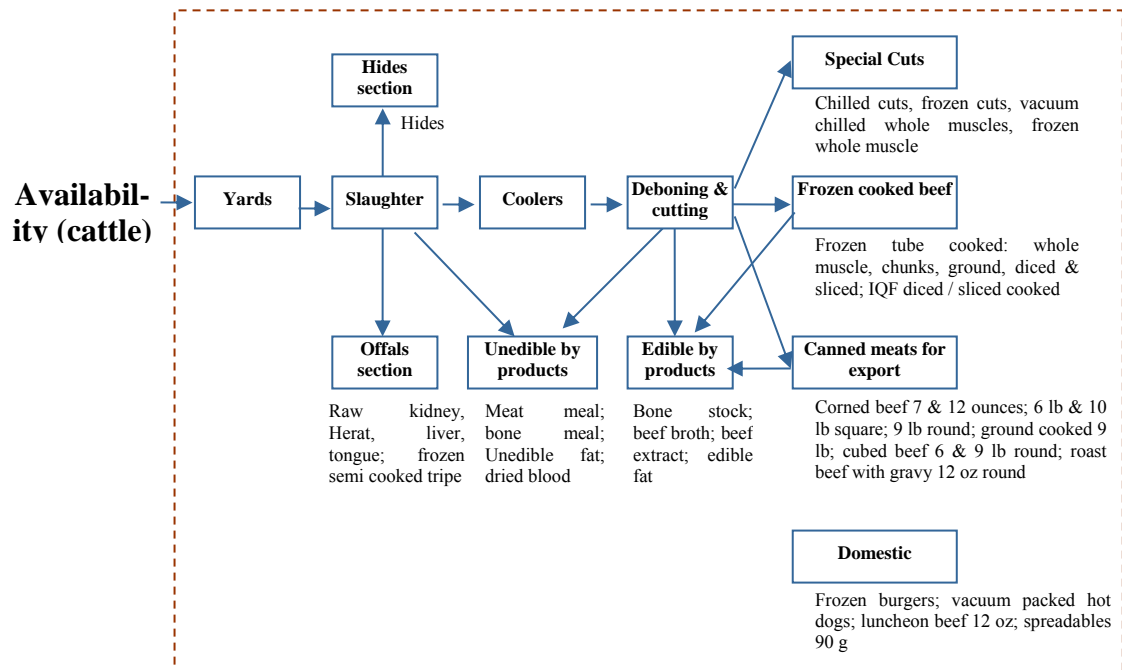 Hides
section
Hides
Special Cuts
Chilled cuts, frozen cuts, vacuum
chilled whole muscles, frozen
whole muscle
Availabil-
ity (cattle)
Yards
Slaughter
Coolers
Deboning &
cutting
Frozen cooked beef
Frozen tube cooked: whole
muscle, chunks, ground, diced &
sliced; IQF diced / sliced cooked
Offals
section
Raw kidney,
Herat, liver,
tongue; frozen
semi cooked tripe
Unedible by
products
Meat meal;
bone meal;
Unedible fat;
dried blood
Edible by
products
Bone stock;
beef broth; beef
extract; edible
fat
Canned meats for
export
Corned beef 7 & 12 ounces; 6 lb & 10
lb square; 9 lb round; ground cooked 9
lb; cubed beef 6 & 9 lb round; roast
beef with gravy 12 oz round
Domestic
Frozen burgers; vacuum packed hot
dogs; luncheon beef 12 oz; spreadables
90 g